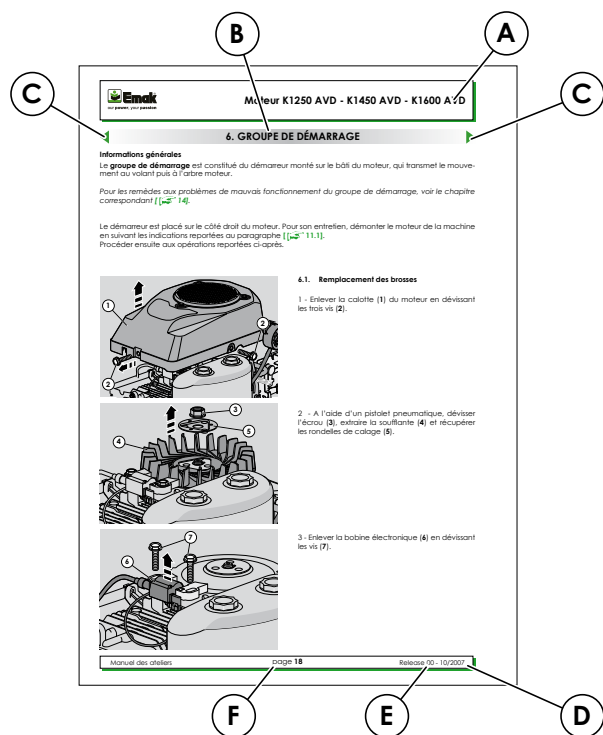 B
A
C
C
Emak
our power, your passion
Moteur K1250 AVD - K1450 AVD - K1600 AVD
6. GROUPE DE DÉMARRAGE
Informations générales
Le groupe de démarrage est constitué du démarreur monté sur le bâti du moteur, qui transmet le mouve-
ment au volant puis à l'arbre moteur.
Pour les remèdes aux problèmes de mauvais fonctionnement du groupe de démarrage, voir le chapitre
correspondant [ 14].
Le démarreur est placé sur le côté droit du moteur. Pour son entretien, démonter le moteur de la machine
en suivant les indications reportées au paragraphe [ 11.1].
Procéder ensuite aux opérations reportées ci-après.
6.1. Remplacement des brosses
1 - Enlever la calotte (1) du moteur en dévissant
les trois vis (2).
1
2
2
2 - A l'aide d'un pistolet pneumatique, dévisser
l'écrou (3), extraire la soufflante (4) et récupérer
les rondelles de calage (5).
3
5
4
3 - Enlever la bobine électronique (6) en dévissant
les vis (7).
7
6
Manuel des ateliers
page 18
Release 00 - 10/2007
F
E
D